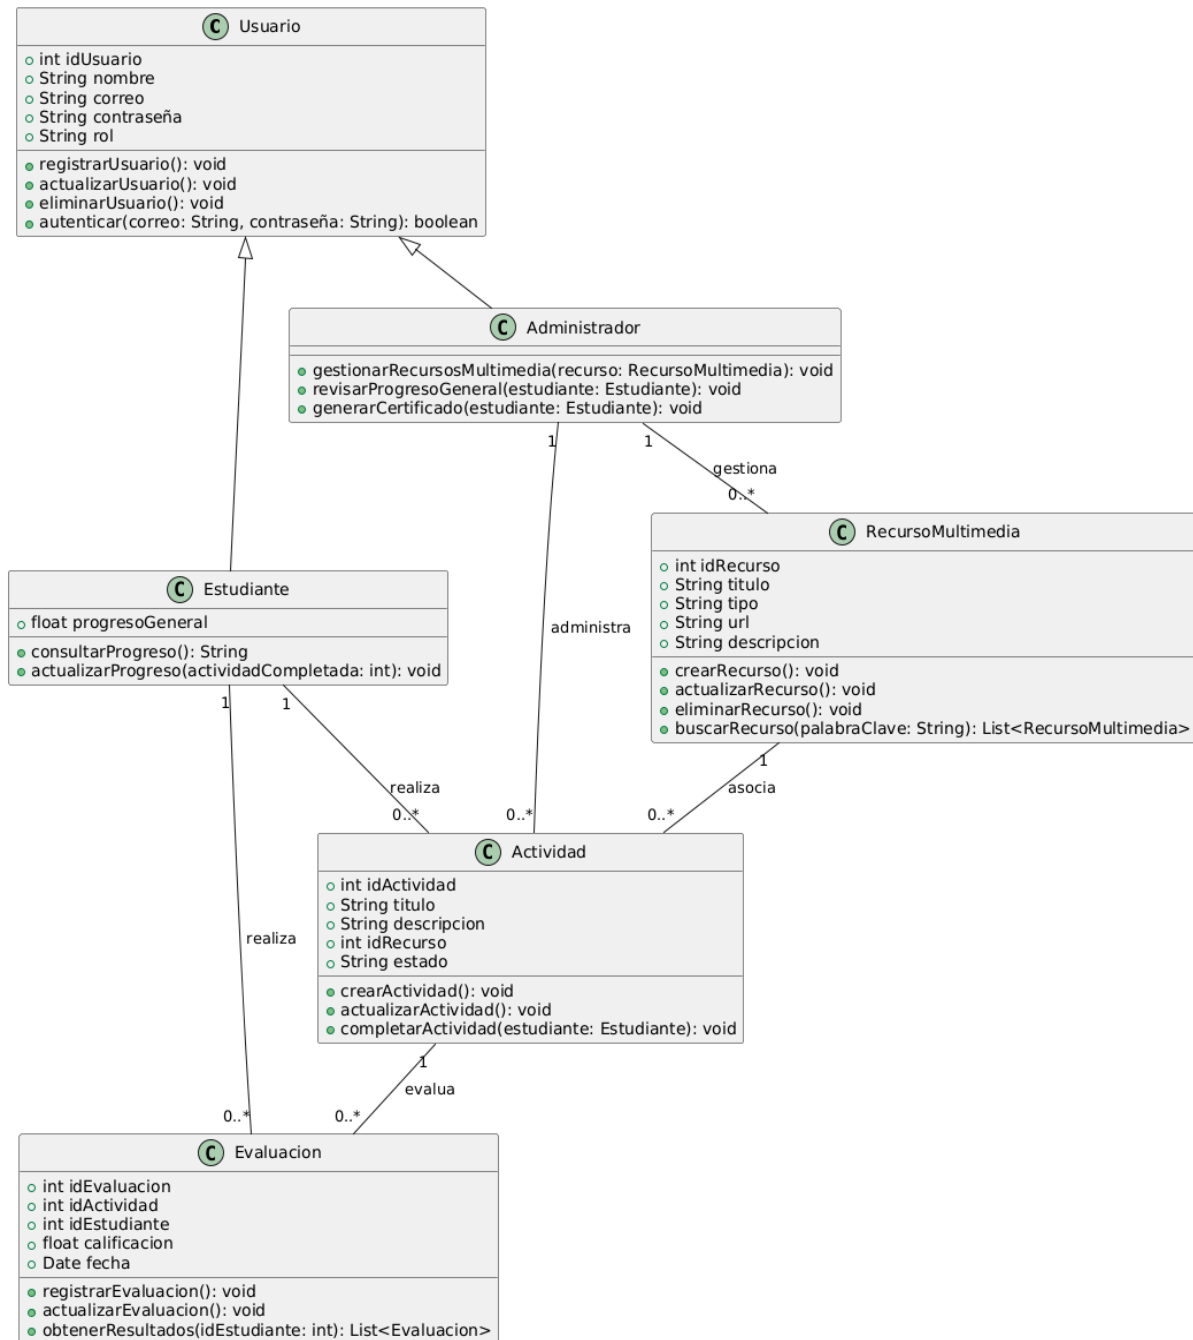 C Usuario
int idUsuario
String nombre
String correo
String contraseña
String rol
registrarUsuario(): void
actualizarUsuario(): void
eliminarUsuario(): void
autenticar(correo: String, contraseña: String): boolean
C Administrador
gestionarRecursosMultimedia(recurso: RecursoMultimedia): void
revisarProgresoGeneral(estudiante: Estudiante): void
generarCertificado(estudiante: Estudiante): void
1
1
gestiona
0..*
C RecursoMultimedia
int idRecurso
String titulo
String tipo
String url
String descripcion
crearRecurso(): void
actualizarRecurso(): void
eliminarRecurso(): void
buscarRecurso(palabraClave: String): List<RecursoMultimedia>
C Estudiante
float progresoGeneral
consultarProgreso(): String
actualizarProgreso(actividadCompletada: int): void
administra
1
1
1
realiza
asocia
0..*
0..*
0..*
C Actividad
int idActividad
String titulo
String descripcion
int idRecurso
String estado
crearActividad(): void
actualizarActividad(): void
completarActividad(estudiante: Estudiante): void
realiza
1
evalua
0..*
0..*
C Evaluacion
int idEvaluacion
int idActividad
int idEstudiante
float calificacion
Date fecha
registrarEvaluacion(): void
actualizarEvaluacion(): void
obtenerResultados(idEstudiante: int): List<Evaluacion>